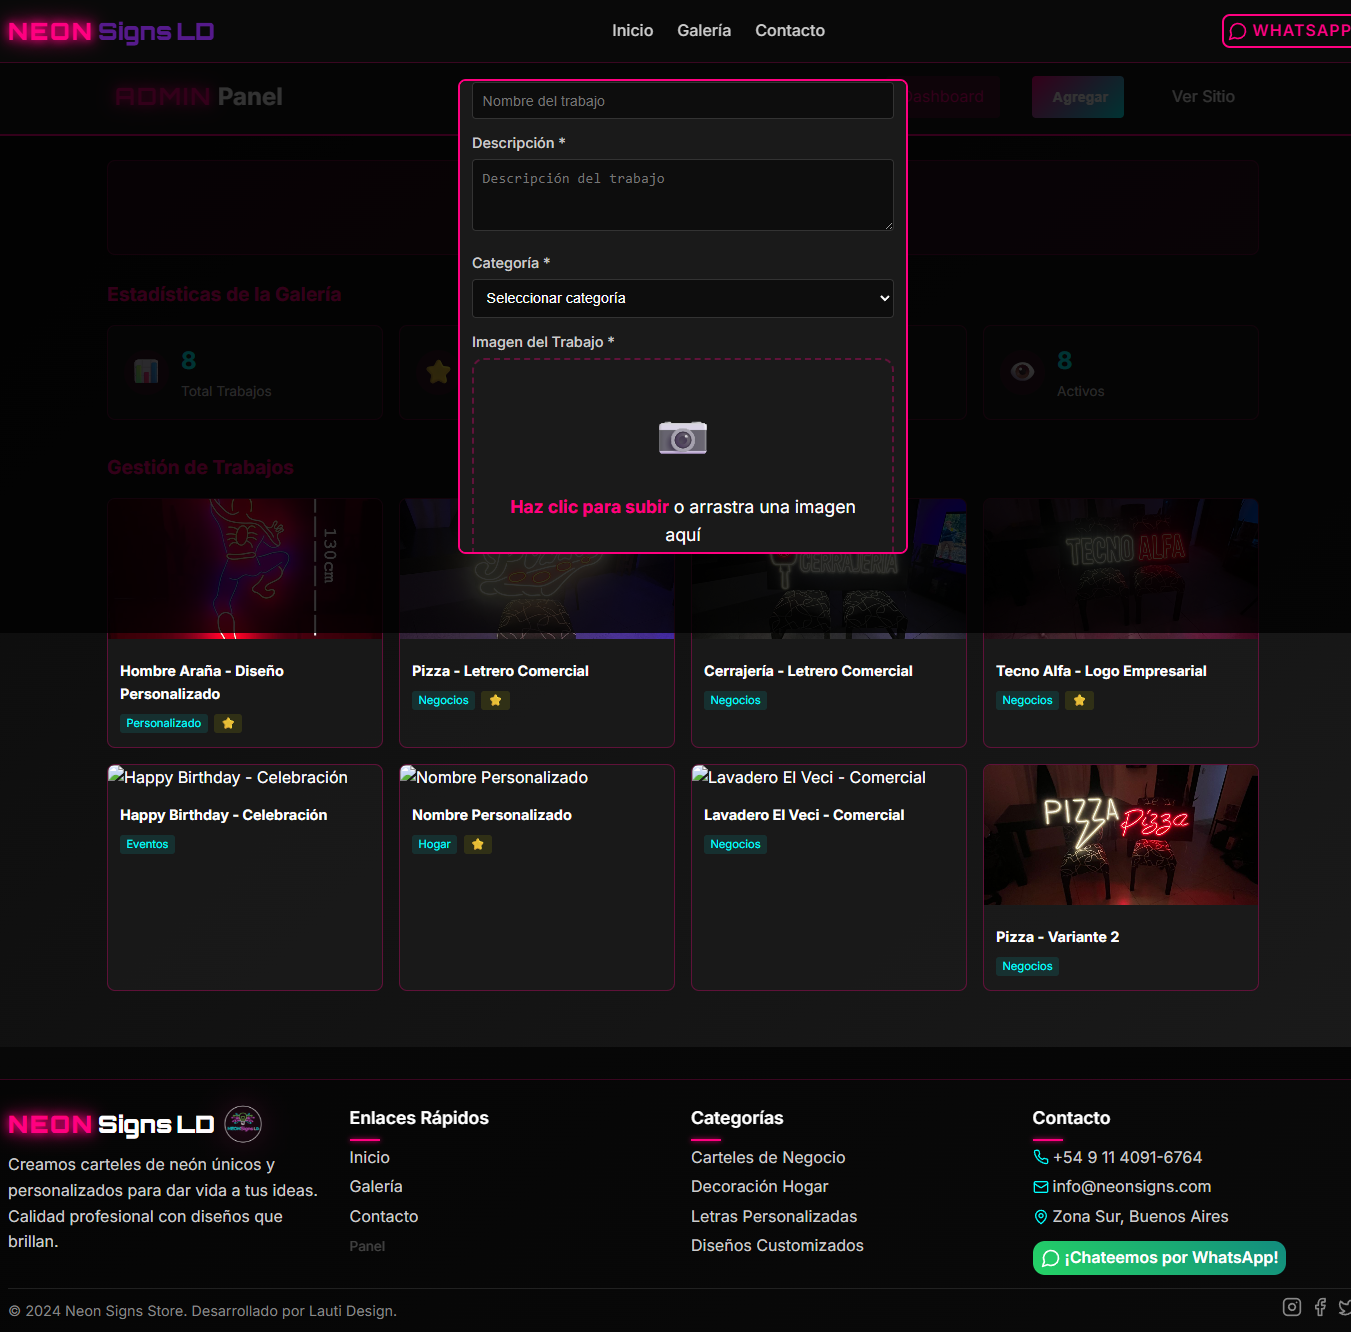 NEON Signs LD
Inicio
Galería
Contacto
WHATSAPP
ADMIN Panel
Dashboard
Agregar
Ver Sitio
Nombre del trabajo
Descripción *
Descripción del trabajo
Categoría *
Seleccionar categoría
Imagen del Trabajo *
Haz clic para subir o arrastra una imagen
aquí
Estadísticas de la Galería
8
Total Trabajos
8
Activos
Gestión de Trabajos
130cm
CERRAJERIA
TECNO ALFA
Hombre Araña - Diseño
Personalizado
Personalizado
Pizza - Letrero Comercial
Negocios
Cerrajería - Letrero Comercial
Negocios
Tecno Alfa - Logo Empresarial
Negocios
Happy Birthday - Celebración
Happy Birthday - Celebración
Eventos
Nombre Personalizado
Nombre Personalizado
Hogar
Lavadero El Veci - Comercial
Lavadero El Veci - Comercial
Negocios
PIZZA
Pizza
Pizza - Variante 2
Negocios
NEON Signs LD
Creamos carteles de neón únicos y
personalizados para dar vida a tus ideas.
Calidad profesional con diseños que
brillan.
Enlaces Rápidos
Inicio
Galería
Contacto
Panel
Categorías
Carteles de Negocio
Decoración Hogar
Letras Personalizadas
Diseños Customizados
Contacto
+54 9 11 4091-6764
info@neonsigns.com
Zona Sur, Buenos Aires
¡Chateemos por WhatsApp!
© 2024 Neon Signs Store. Desarrollado por Lauti Design.